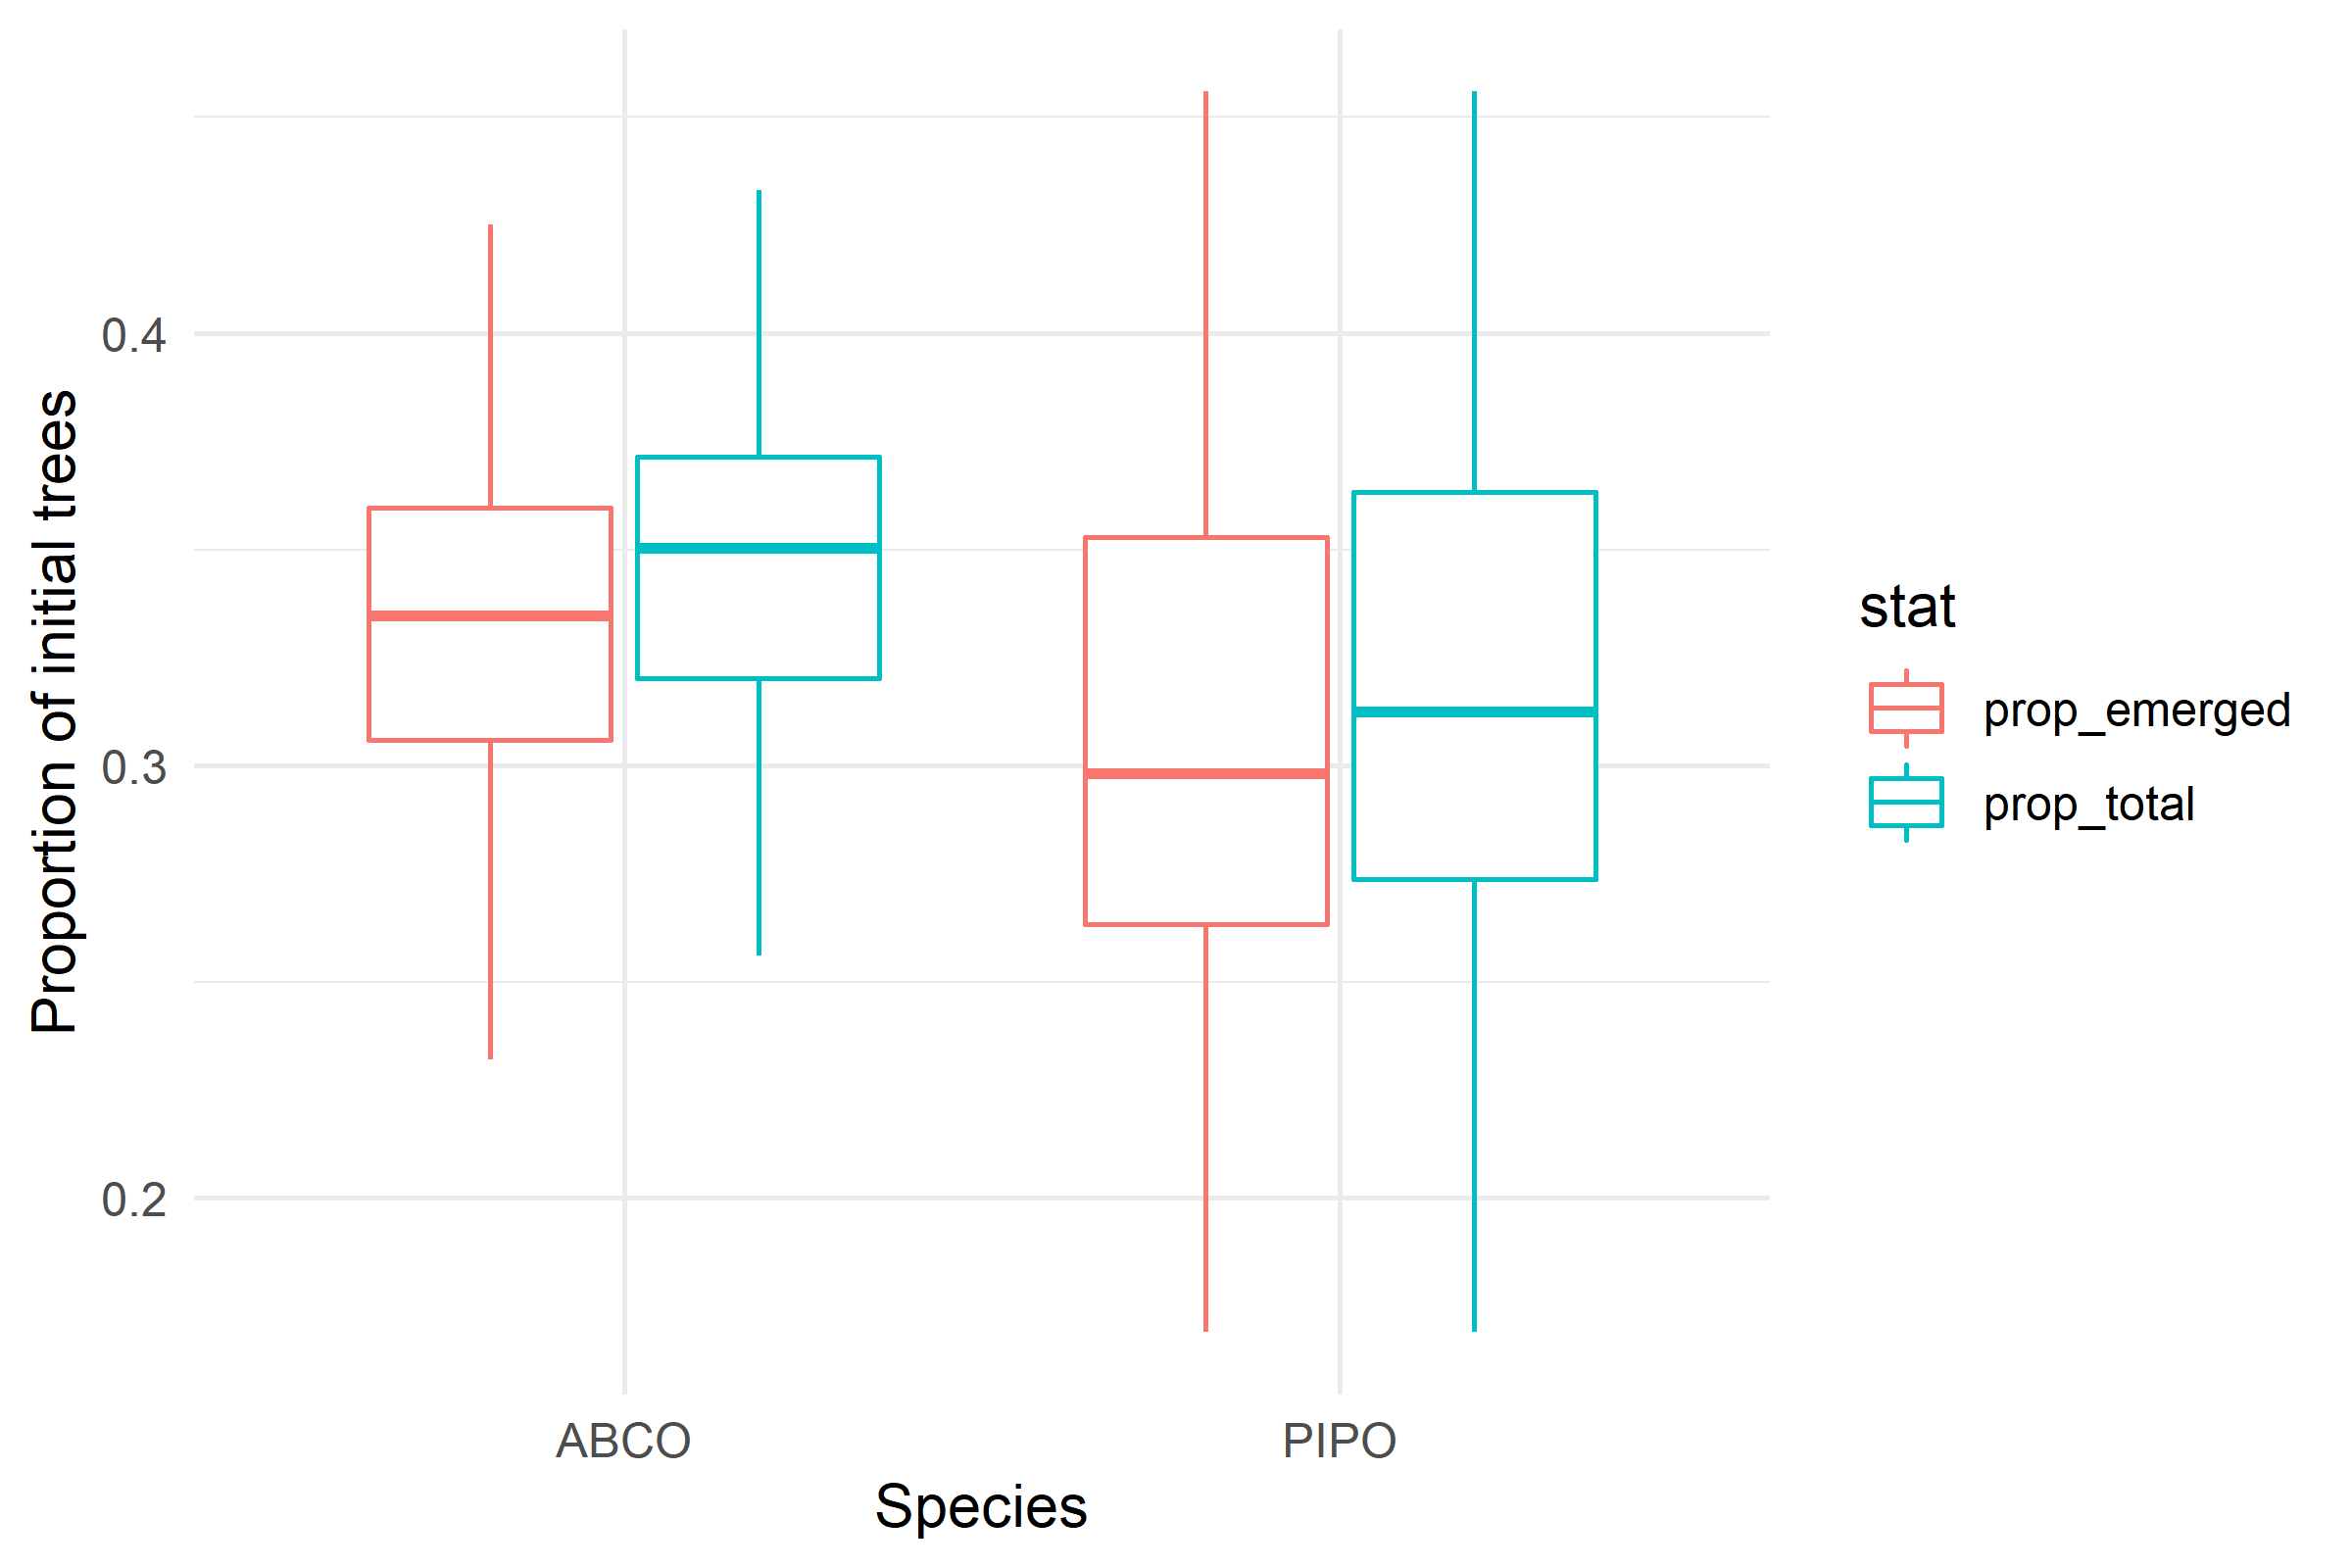 Proportion of initial trees
0.4
0.3
0.2
ABCO
PIPO
Species
stat
prop_emerged
prop_total